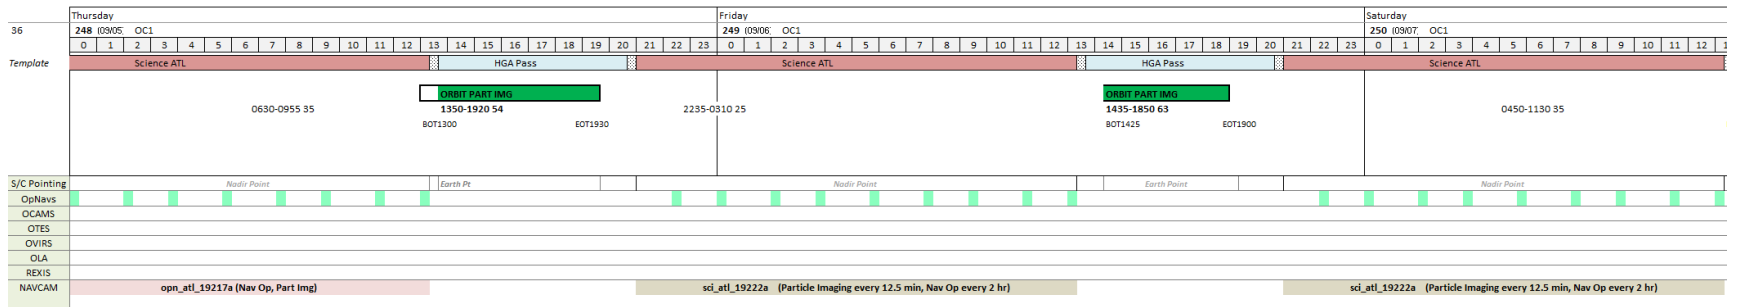 Thursday Friday Saturday
36 248 (09/05) OC1 249 (09/06) OC1 250 (09/07) OC1
0 1 2 3 4 5 6 7 8 9 10 11 12 13 14 15 16 17 18 19 20 21 22 23 0 1 2 3 4 5 6 7 8 9 10 11 12 13 14 15 16 17 18 19 20 21 22 23 0 1 2 3 4 5 6 7 8 9 10 11 12
Template Science ATL HGA Pass Science ATL HGA Pass Science ATL
ORBIT PART IMG ORBIT PART IMG
0630-0955 35 1350-1920 54 2235-0310 25 1435-1850 63 0450-1130 35
BOT1300 EOT1930 BOT1425 EOT1900
S/C Pointing Nadir Point Earth Pt Nadir Point Earth Point Nadir Point
OpNavs
OCAMS
OTES
OVIRS
OLA
REXIS
NAVCAM opn_atl_19217a (Nav Op, Part Img) sci_atl_19222a (Particle Imaging every 12.5 min, Nav Op every 2 hr) sci_atl_19222a (Particle Imaging every 12.5 min, Nav Op every 2 hr)